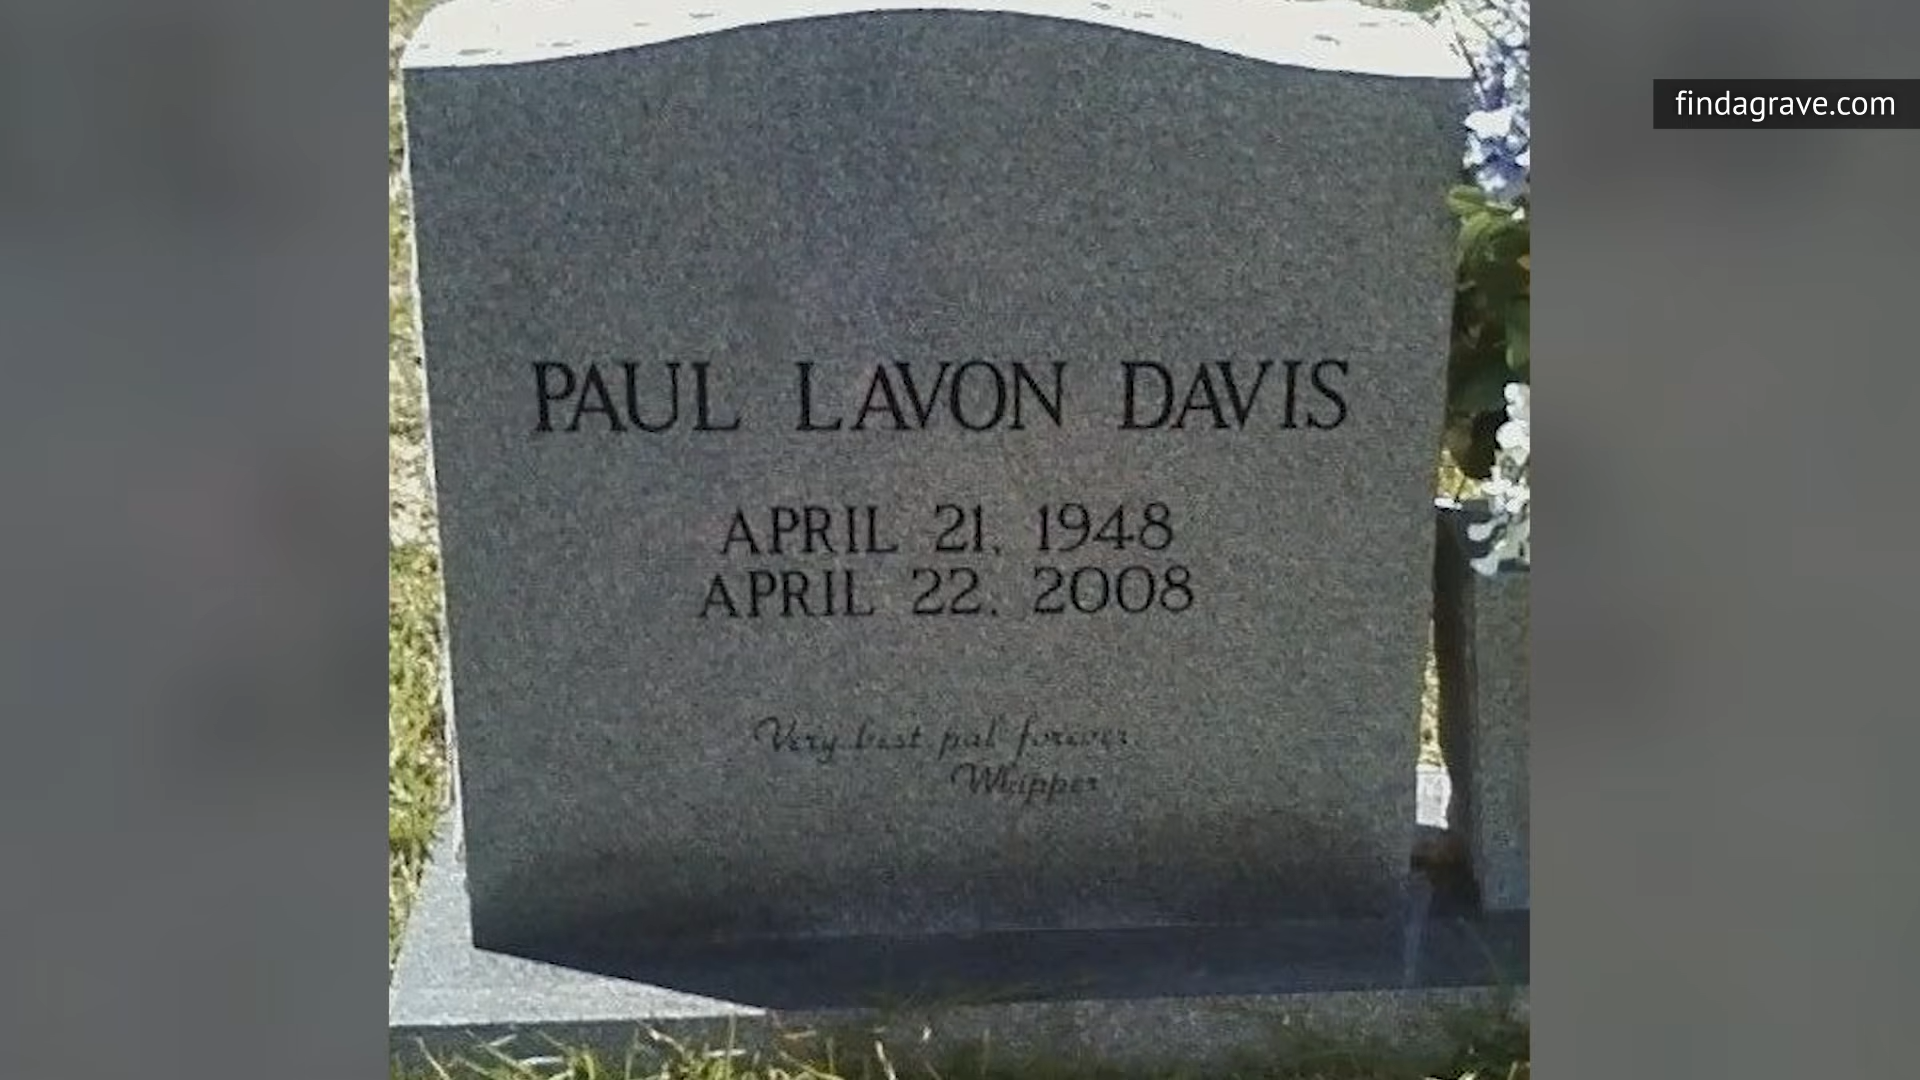 findagrave.com
PAUL LAVON DAVIS
APRIL 21, 1948
APRIL 22, 2008
Very best pal forever.
Whipper